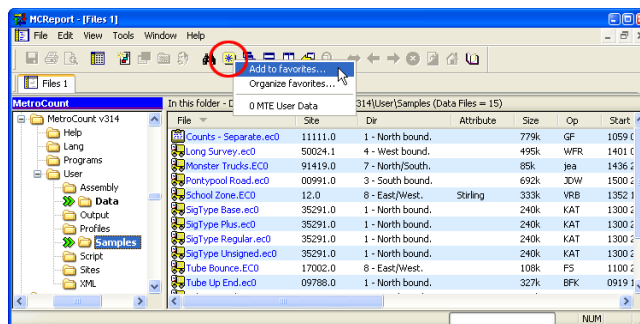 MCReport - [Files 1]
File Edit View Tools Window Help
Add to favorites...
Organize favorites...
0 MTE User Data
Files 1
MetroCount
In this folder - D
314\User\Samples (Data Files = 15)
MetroCount v314
Help
Lang
Programs
User
Assembly
Data
Output
Profiles
Samples
Script
Sites
XML
File Site Dir Attribute Size Op Start
Counts - Separate.ec0 11111.0 1 - North bound. 779k GF 1059
Long Survey.ec0 50024.1 4 - West bound. 495k WFR 1401
Monster Trucks.EC0 91419.0 7 - North/South. 85k jea 1436 2
Pontypool Road.ec0 00991.0 3 - South bound. 692k JDW 1500 2
School Zone.EC0 12.0 8 - East/West. Stirling 333k VRB 1352 1
SigType Base.ec0 35291.0 1 - North bound. 240k KAT 1300 2
SigType Plus.ec0 35291.0 1 - North bound. 240k KAT 1300 2
SigType Regular.ec0 35291.0 1 - North bound. 240k KAT 1300 2
SigType Unsigned.ec0 35291.0 1 - North bound. 240k KAT 1300 2
Tube Bounce.EC0 17002.0 8 - East/West. 108k FS 1100 2
Tube Up End.ec0 09788.0 1 - North bound. 327k BFK 0919 1
NUM